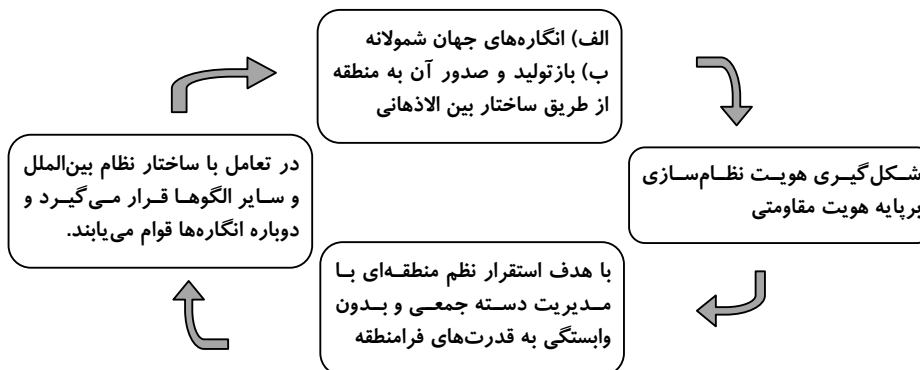 الف) انگاره‌های جهان شمولانه
ب) بازتولید و صدور آن به منطقه
از طریق ساختار بین الاذهانی
شکل‌گیری هویت نظام‌سازی
برپایه هویت مقاومتی
با هدف استقرار نظم منطقه‌ای با
مدیریت دسته جمعی و بدون
وابستگی به قدرت‌های فرامنطقه
در تعامل با ساختار نظام بین‌الملل
و سایر الگوها قرار می‌گیرد و
دوباره انگاره‌ها قوام می‌یابند.